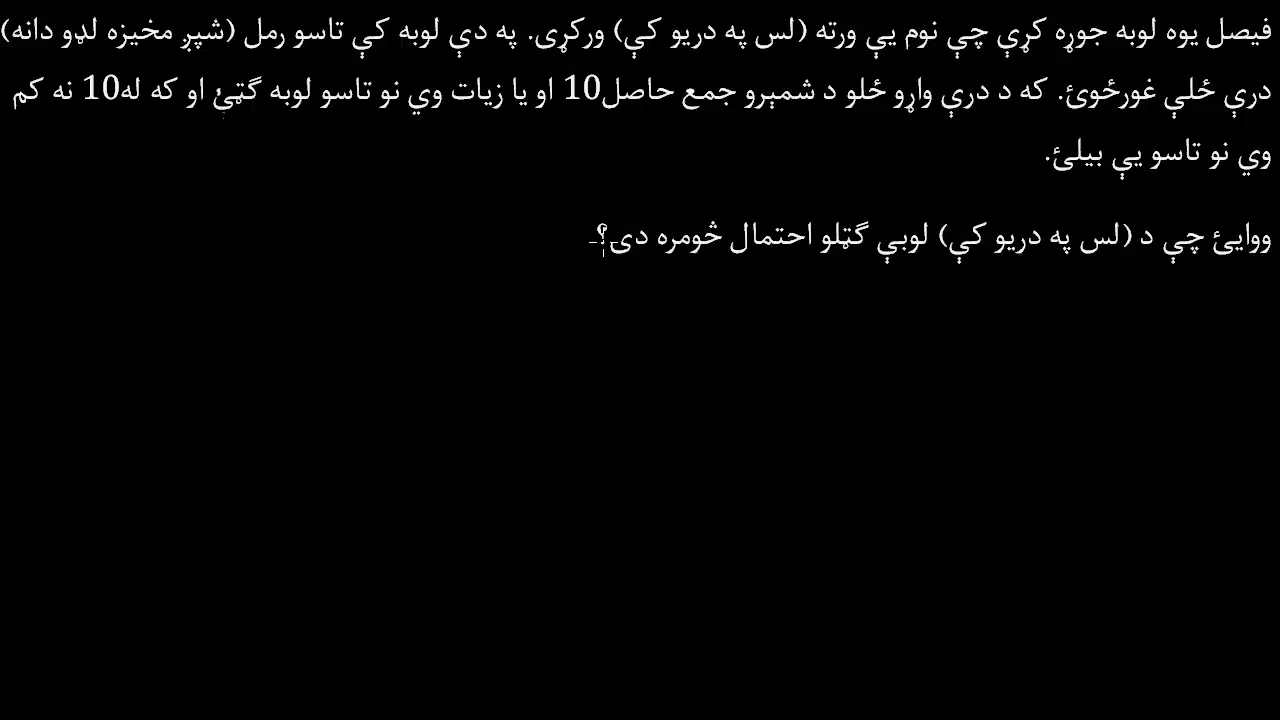 فیصل یوه لوبه جوړه کړې چې نوم یې ورته (لس په دریو کې) ورکړی. په دې لوبه کې تاسو رمل (شپږ مخیزه لډو دانه)
درې ځلې غورځوئ. که د درې واړو ځلو د شمېرو جمع حاصل10 او یا زیات وي نو تاسو لوبه گټئ او که له10 نه کم
وي نو تاسو یې بیلئ.
ووایئ چې د (لس په دریو کې) لوبې گټلو احتمال څومره دی؟